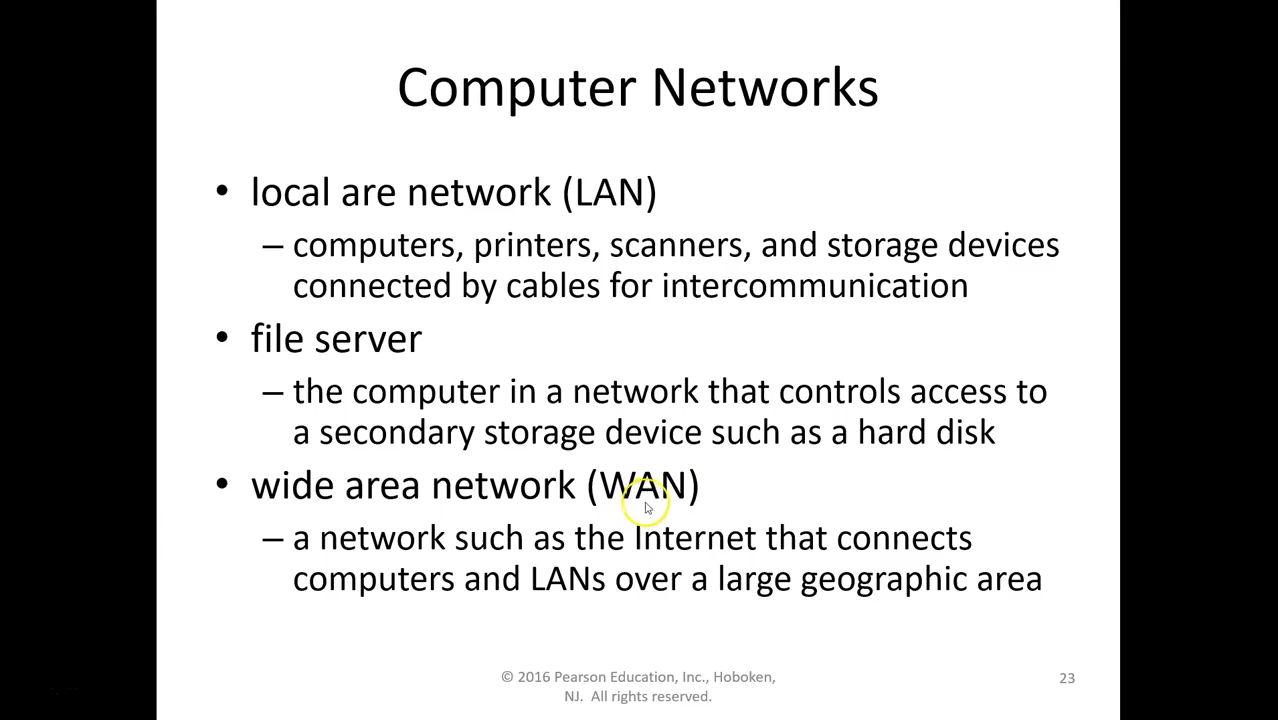 Computer Networks
• local are network (LAN)
– computers, printers, scanners, and storage devices
connected by cables for intercommunication
• file server
– the computer in a network that controls access to
a secondary storage device such as a hard disk
• wide area network (WAN)
– a network such as the Internet that connects
computers and LANs over a large geographic area
© 2016 Pearson Education, Inc., Hoboken,
NJ. All rights reserved.
23